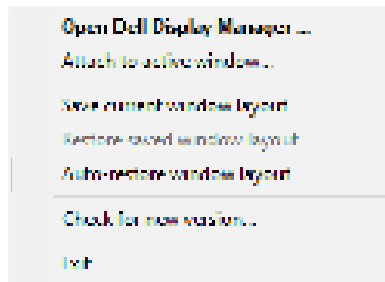 Open Dell Display Manager ...
Attach to active window...
Save current window layout
Restore saved window layout
Auto-restore window layout
Check for new version...
Exit